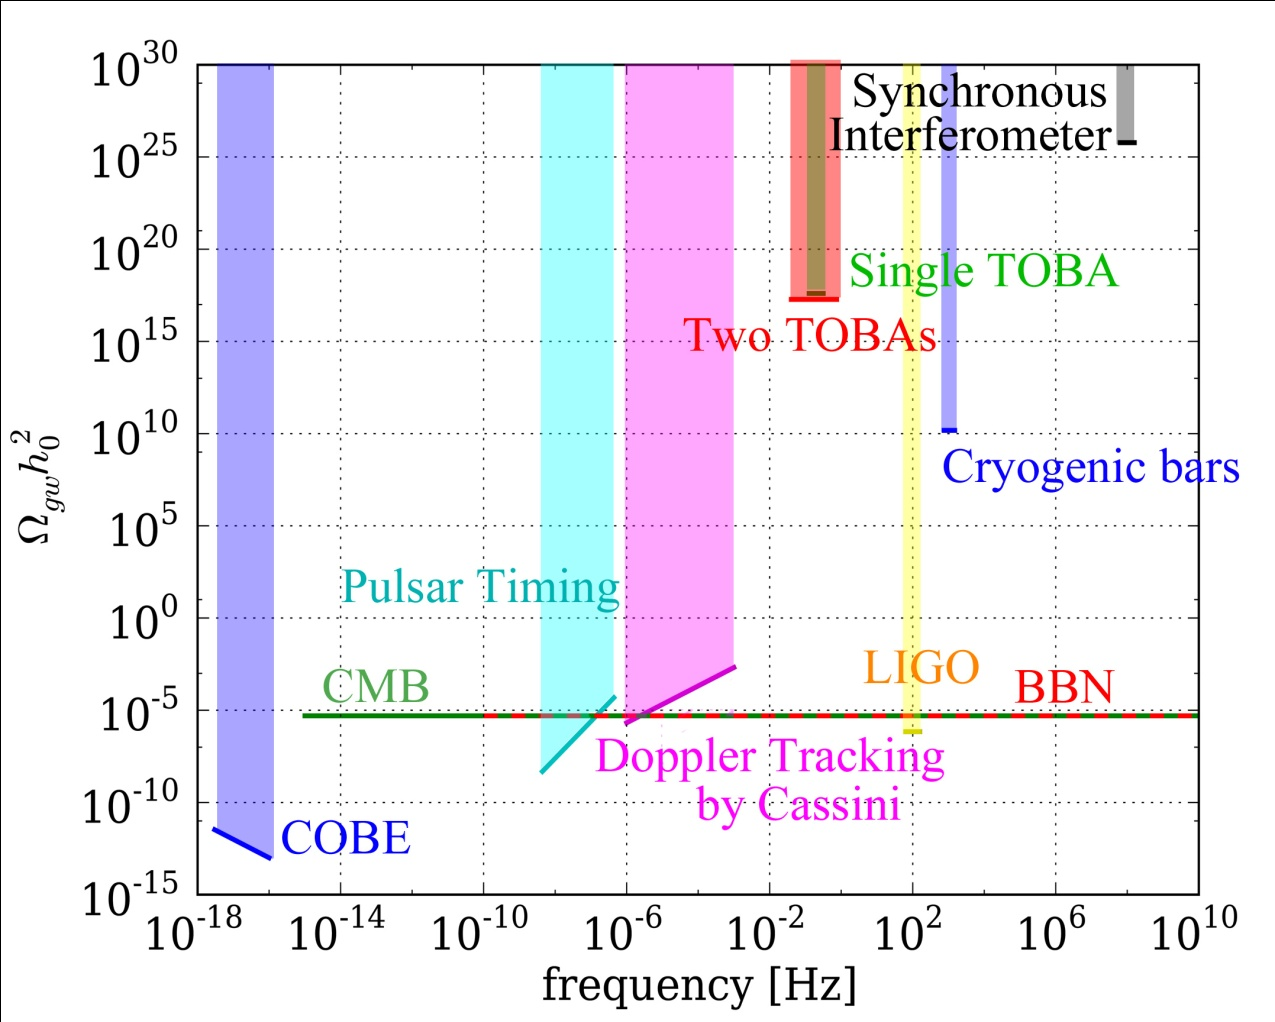 10^30
10^25
10^20
10^15
10^10
10^5
10^0
10^-5
10^-10
10^-15
Ω_gw h_0^2
Synchronous
Interferometer
Single TOBA
Two TOBAs
Cryogenic bars
Pulsar Timing
CMB
LIGO
BBN
Doppler Tracking
by Cassini
COBE
10^-18 10^-14 10^-10 10^-6 10^-2 10^2 10^6 10^10
frequency [Hz]